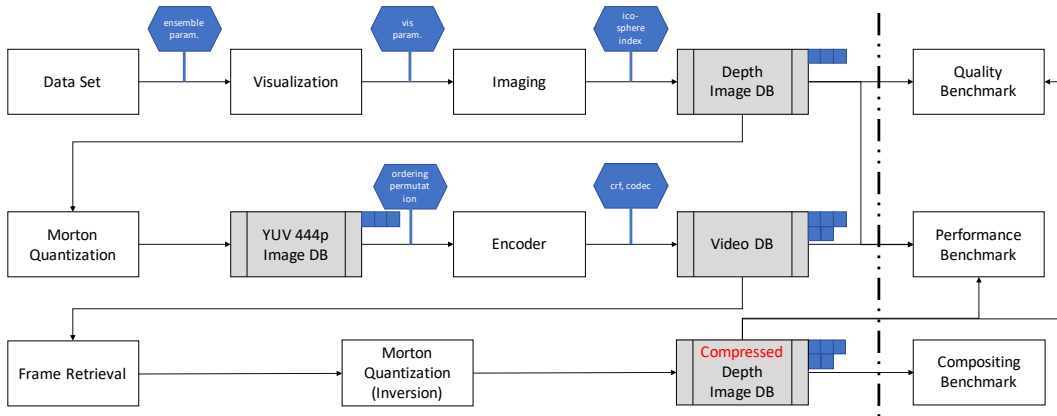 ensemble
param.
vis
param.
ico-
sphere
index
Data Set
Visualization
Imaging
Depth
Image DB
Quality
Benchmark
ordering
permutat
ion
crf, codec
Morton
Quantization
YUV 444p
Image DB
Encoder
Video DB
Performance
Benchmark
Frame Retrieval
Morton
Quantization
(Inversion)
Compressed
Depth
Image DB
Compositing
Benchmark